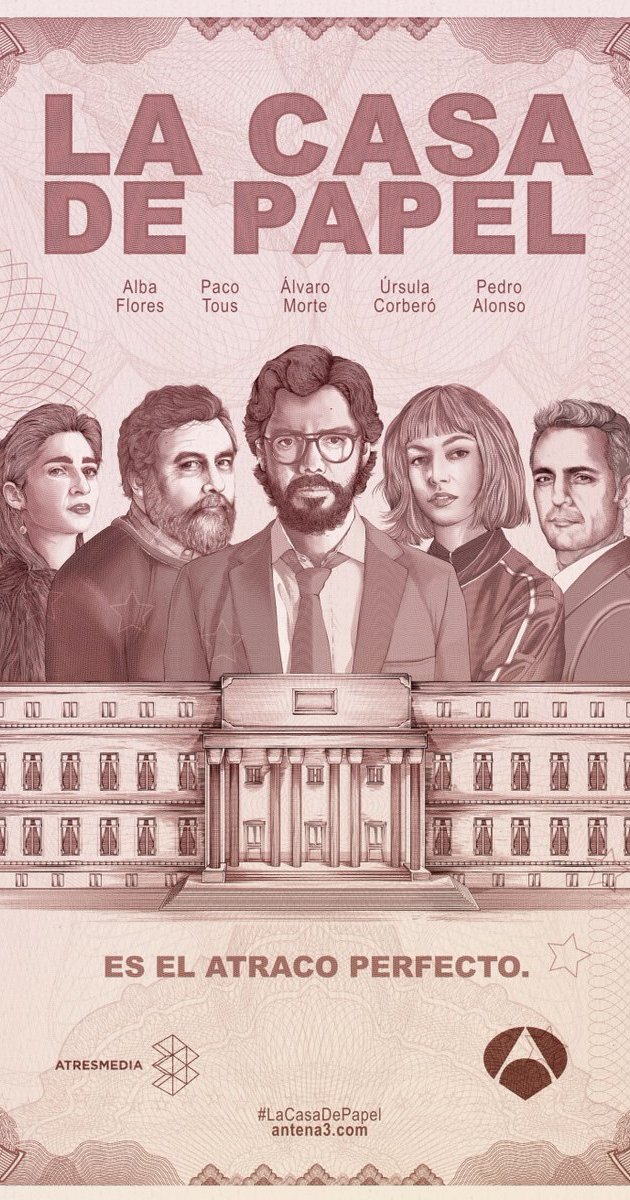 LA CASA
DE PAPEL
Alba Flores
Paco Tous
Álvaro Morte
Úrsula Corberó
Pedro Alonso
ES EL ATRACO PERFECTO.
ATRESMEDIA
#LaCasaDePapel
antena3.com